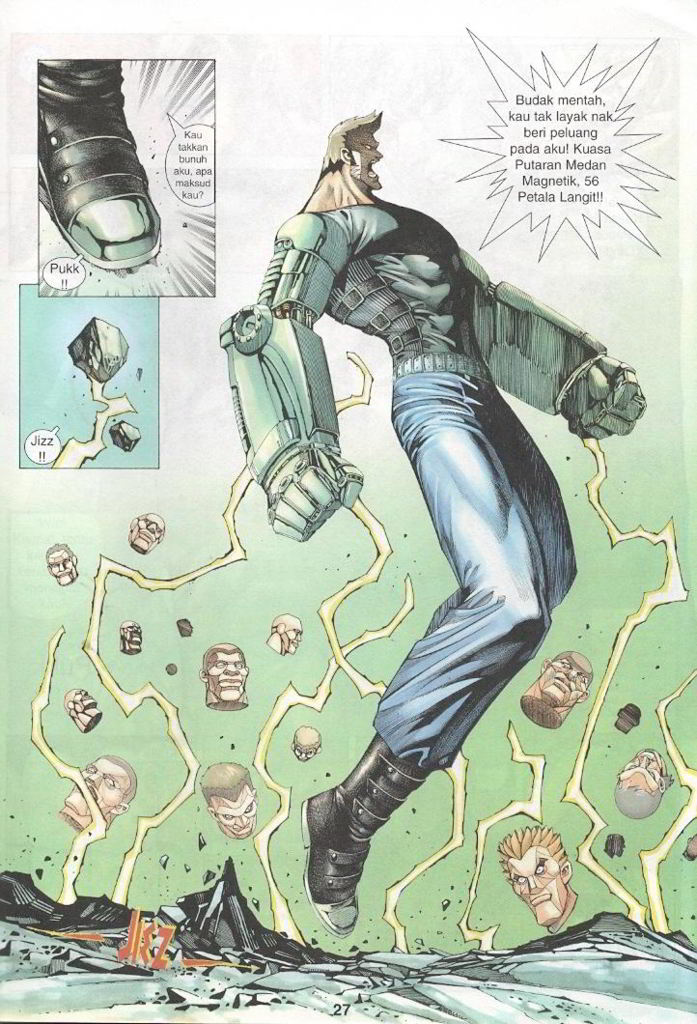 Kau
takkan
bunuh
aku, apa
maksud
kau?
Pukk
!!
Jizz
!!
Budak mentah,
kau tak layak nak
beri peluang
pada aku! Kuasa
Putaran Medan
Magnetik, 56
Petala Langit!!
27